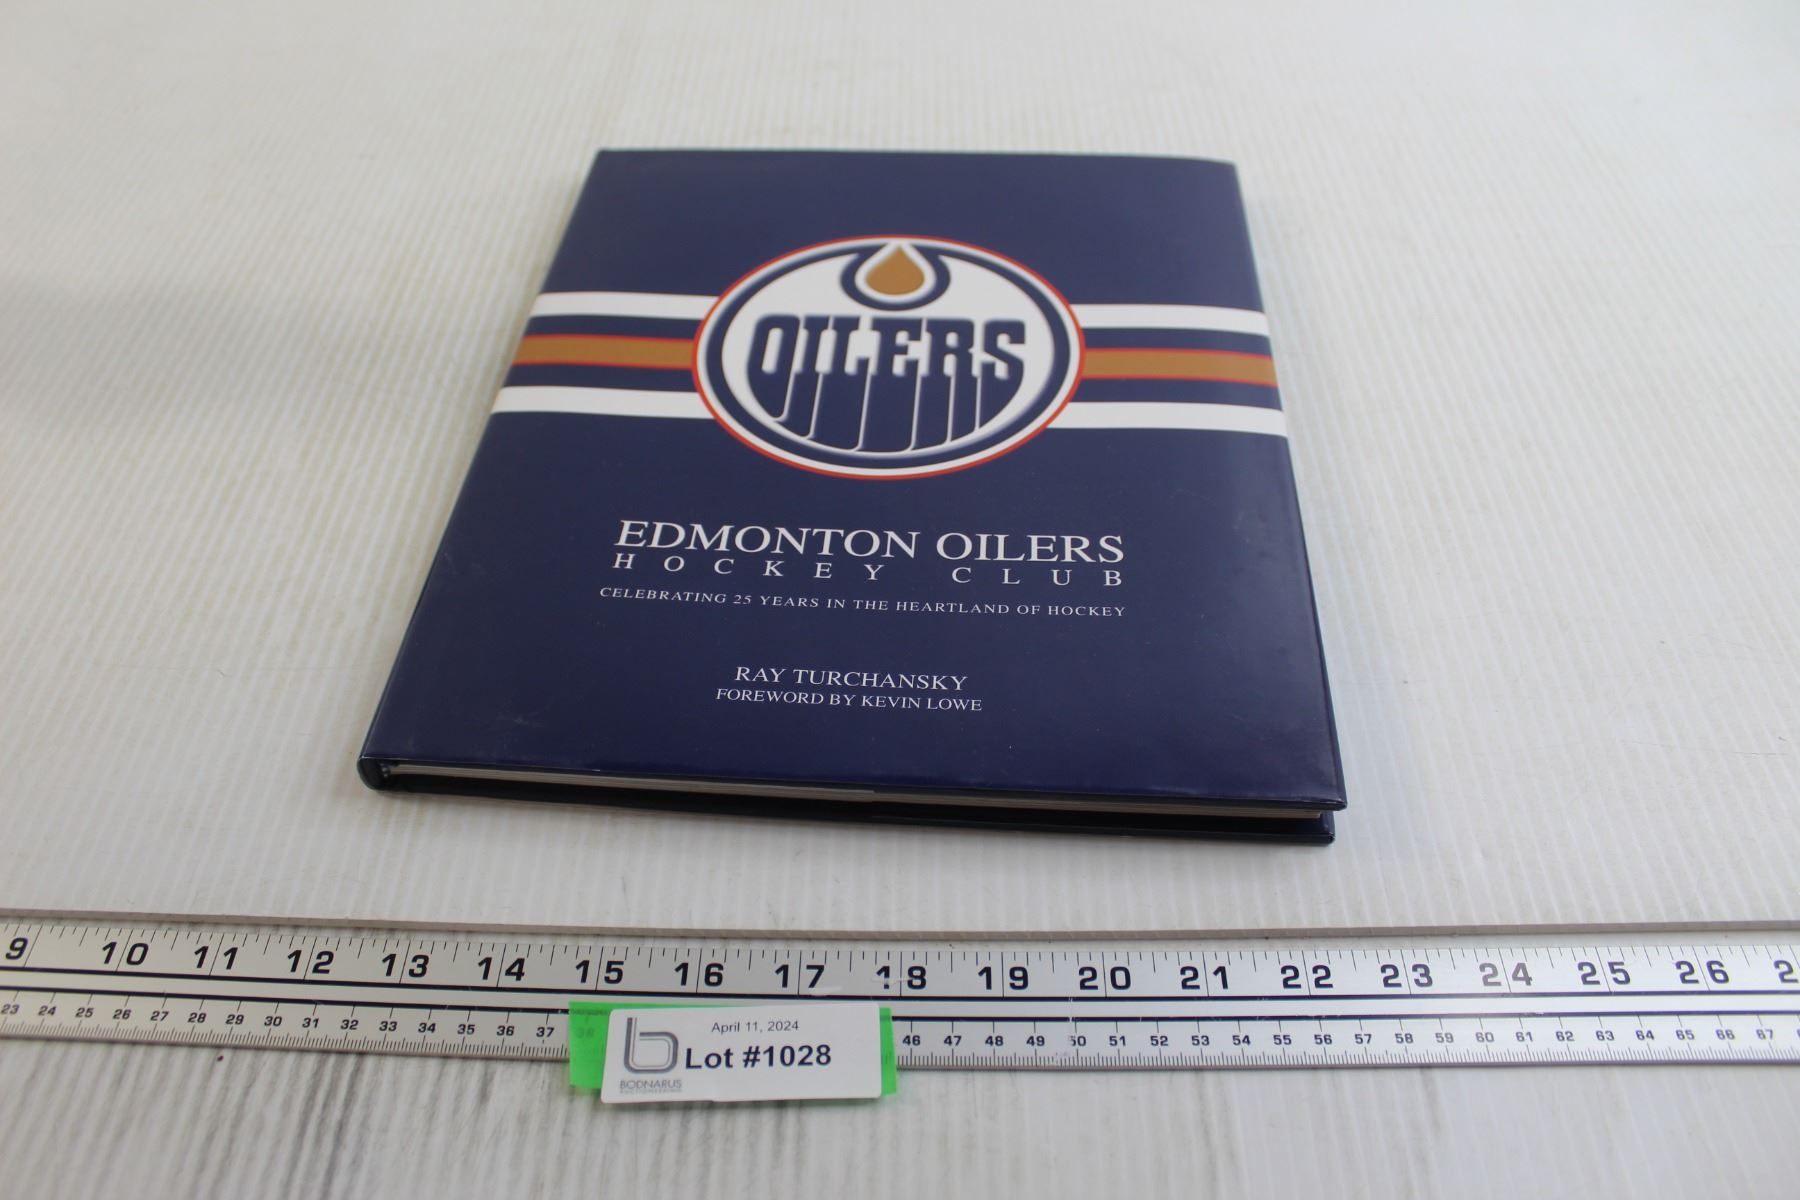 OILERS
EDMONTON OILERS
HOCKEY CLUB
CELEBRATING 25 YEARS IN THE HEARTLAND OF HOCKEY
RAY TURCHANSKY
FOREWORD BY KEVIN LOWE
9 10 11 12 13 14 15 16 17 18 19 20 21 22 23 24 25 26 2
23 24 25 26 27 28 29 30 31 32 33 34 35 36 37 38 46 47 48 49 50 51 52 53 54 55 56 57 58 59 60 61 62 63 64 65 66 67
April 11, 2024
Lot #1028
BODNARUS
AUCTIONEERING